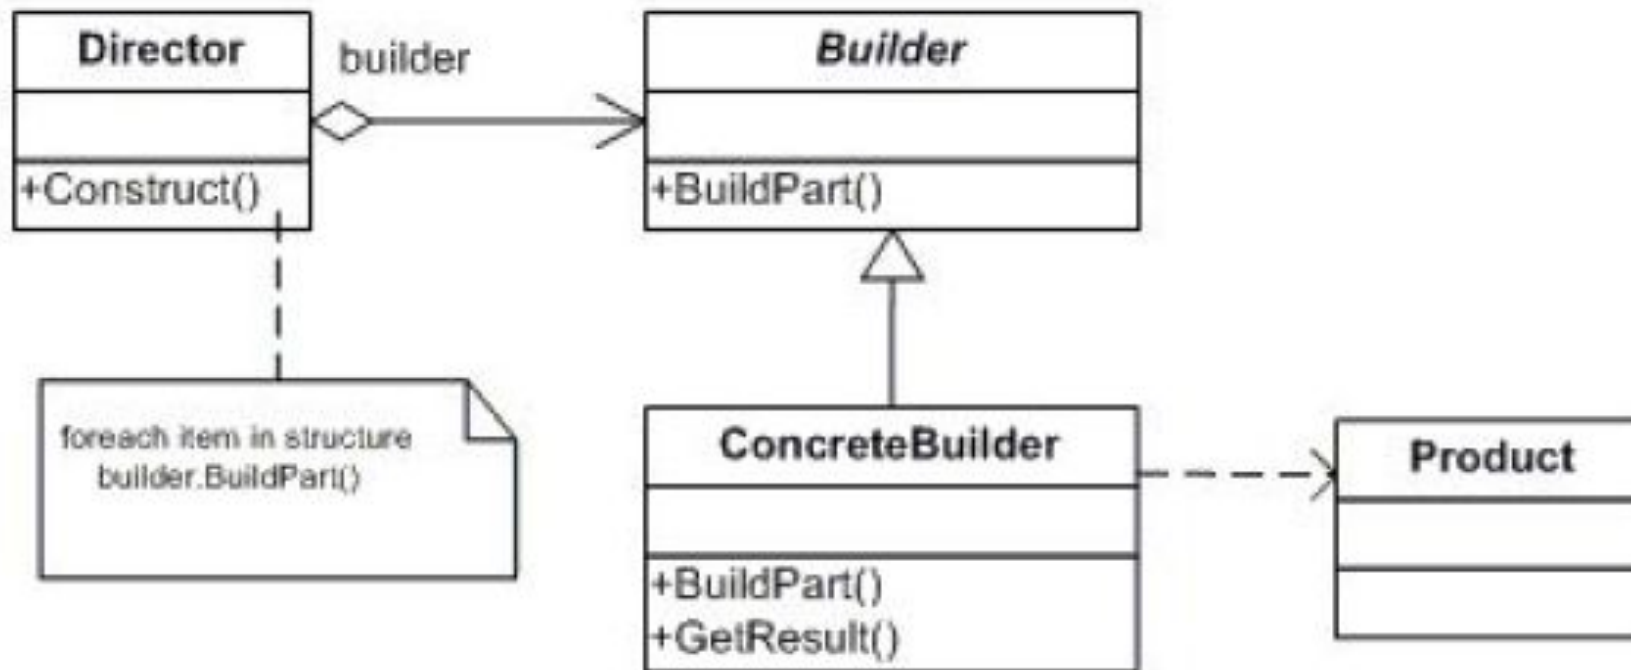 Director
builder
Builder
+Construct()
+BuildPart()
foreach item in structure
builder.BuildPart()
ConcreteBuilder
Product
+BuildPart()
+GetResult()